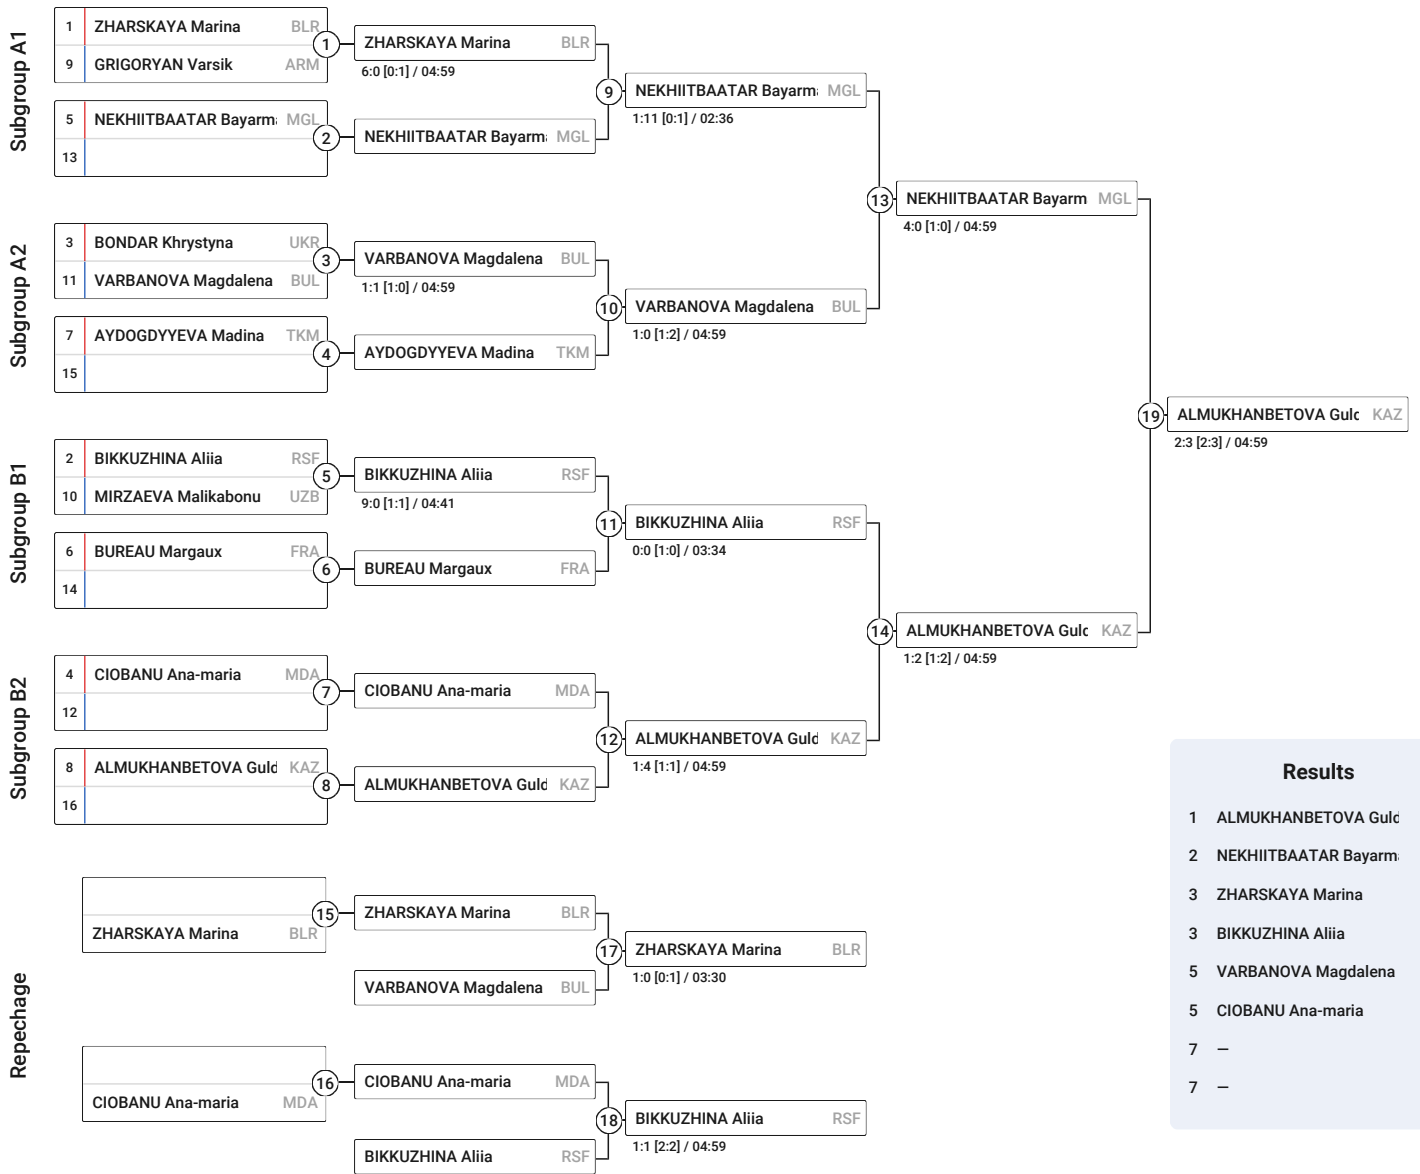 Subgroup A1
1 ZHARSKAYA Marina BLR
9 GRIGORYAN Varsik ARM
1
ZHARSKAYA Marina BLR
6:0 [0:1] / 04:59
5 NEKHIITBAATAR Bayarm MGL
13
2
NEKHIITBAATAR Bayarm MGL
9
NEKHIITBAATAR Bayarm MGL
1:11 [0:1] / 02:36
Subgroup A2
3 BONDAR Khrystyna UKR
11 VARBANOVA Magdalena BUL
3
VARBANOVA Magdalena BUL
1:1 [1:0] / 04:59
7 AYDOGDYYEVA Madina TKM
15
4
AYDOGDYYEVA Madina TKM
10
VARBANOVA Magdalena BUL
1:0 [1:2] / 04:59
13
NEKHIITBAATAR Bayarm MGL
4:0 [1:0] / 04:59
Subgroup B1
2 BIKKUZHINA Aliia RSF
10 MIRZAEVA Malikabonu UZB
5
BIKKUZHINA Aliia RSF
9:0 [1:1] / 04:41
6 BUREAU Margaux FRA
14
6
BUREAU Margaux FRA
11
BIKKUZHINA Aliia RSF
0:0 [1:0] / 03:34
Subgroup B2
4 CIOBANU Ana-maria MDA
12
7
CIOBANU Ana-maria MDA
8 ALMUKHANBETOVA Guld KAZ
16
8
ALMUKHANBETOVA Guld KAZ
12
ALMUKHANBETOVA Guld KAZ
1:4 [1:1] / 04:59
14
ALMUKHANBETOVA Guld KAZ
1:2 [1:2] / 04:59
19
ALMUKHANBETOVA Guld KAZ
2:3 [2:3] / 04:59
Repechage
ZHARSKAYA Marina BLR
15
ZHARSKAYA Marina BLR
VARBANOVA Magdalena BUL
17
ZHARSKAYA Marina BLR
1:0 [0:1] / 03:30
CIOBANU Ana-maria MDA
16
CIOBANU Ana-maria MDA
BIKKUZHINA Aliia RSF
18
BIKKUZHINA Aliia RSF
1:1 [2:2] / 04:59
Results
1 ALMUKHANBETOVA Guld
2 NEKHIITBAATAR Bayarm
3 ZHARSKAYA Marina
3 BIKKUZHINA Aliia
5 VARBANOVA Magdalena
5 CIOBANU Ana-maria
7 —
7 —